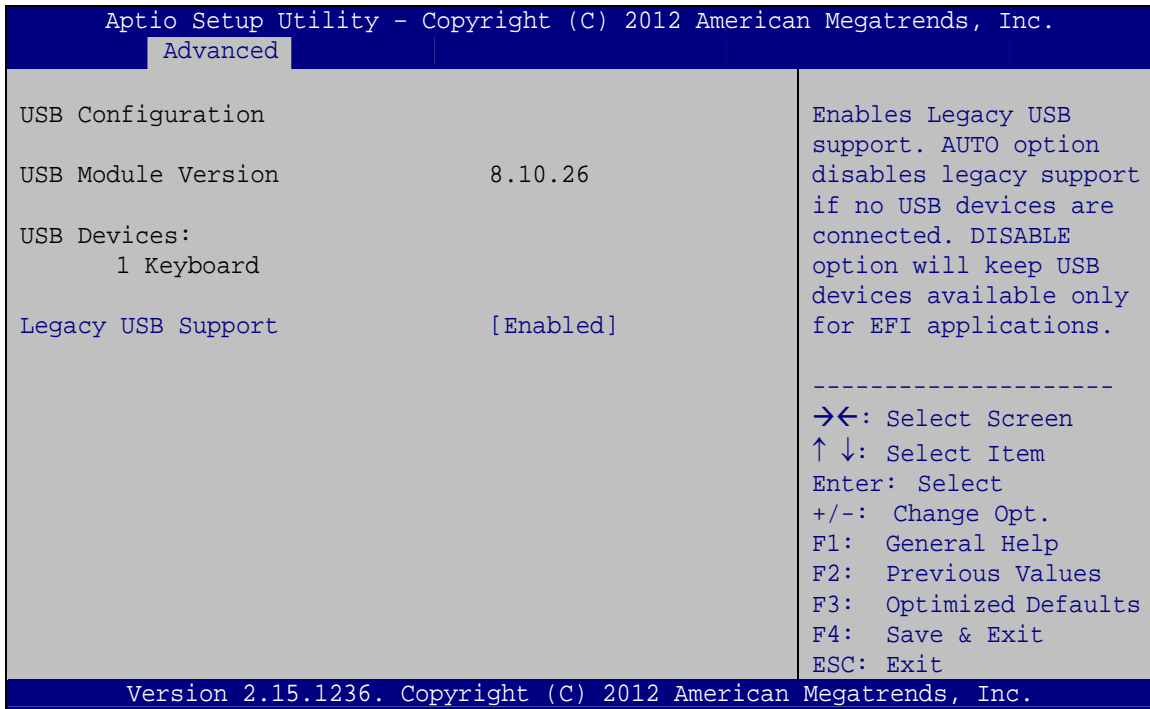 Aptio Setup Utility – Copyright (C) 2012 American Megatrends, Inc.
Advanced
USB Configuration
USB Module Version 8.10.26
USB Devices:
1 Keyboard
Legacy USB Support [Enabled]
Enables Legacy USB
support. AUTO option
disables legacy support
if no USB devices are
connected. DISABLE
option will keep USB
devices available only
for EFI applications.
---------------------
→←: Select Screen
↑ ↓: Select Item
Enter: Select
+/-: Change Opt.
F1: General Help
F2: Previous Values
F3: Optimized Defaults
F4: Save & Exit
ESC: Exit
Version 2.15.1236. Copyright (C) 2012 American Megatrends, Inc.